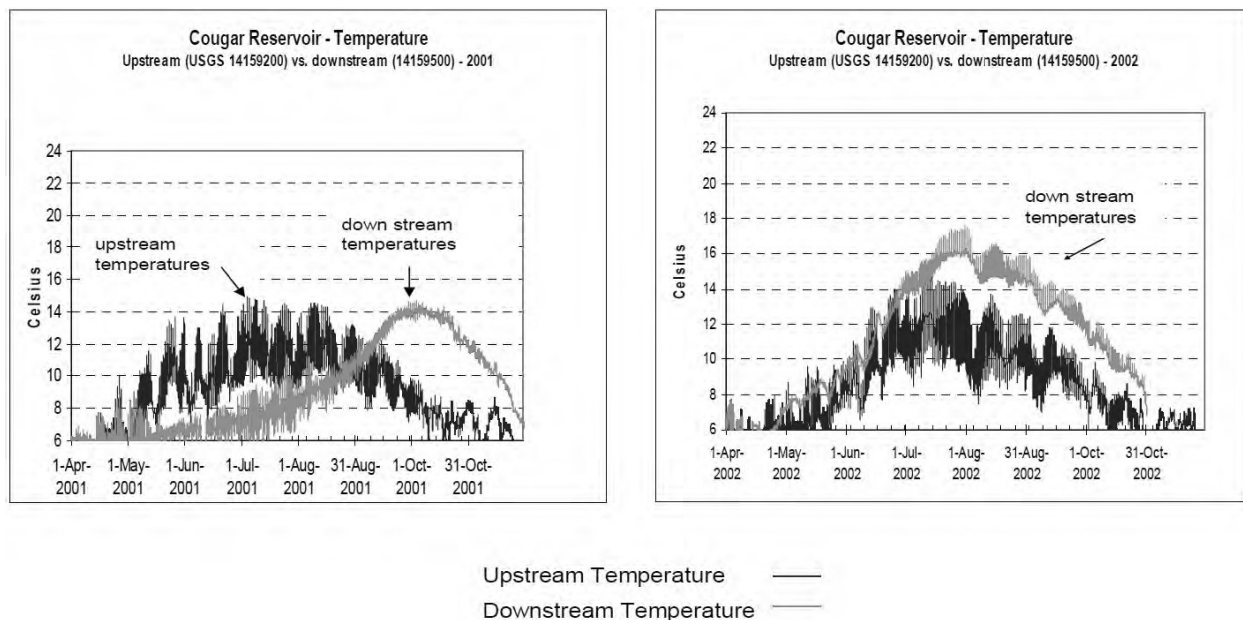 Cougar Reservoir - Temperature
Upstream (USGS 14159200) vs. downstream (14159500) - 2001
24
22
20
18
16
14
12
10
8
6
Celsius
upstream
temperatures
down stream
temperatures
1-Apr-
2001
1-May-
2001
1-Jun-
2001
1-Jul-
2001
1-Aug-
2001
31-Aug-
2001
1-Oct-
2001
31-Oct-
2001
Cougar Reservoir - Temperature
Upstream (USGS 14159200) vs. downstream (14159500) - 2002
24
22
20
18
16
14
12
10
8
6
Celsius
down stream
temperatures
1-Apr-
2002
1-May-
2002
1-Jun-
2002
1-Jul-
2002
1-Aug-
2002
31-Aug-
2002
1-Oct-
2002
31-Oct-
2002
Upstream Temperature
Downstream Temperature